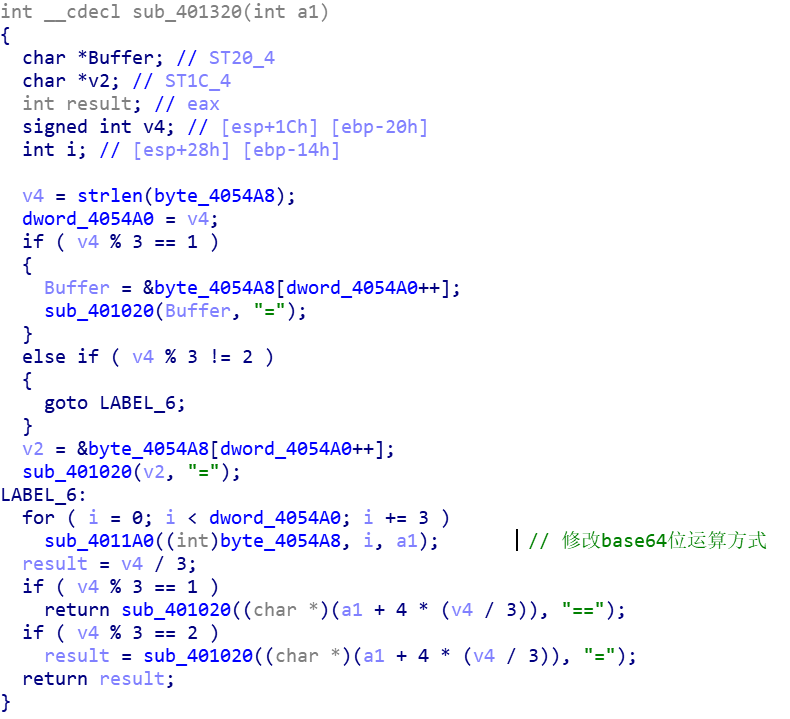 int __cdecl sub_401320(int a1)
{
  char *Buffer; // ST20_4
  char *v2; // ST1C_4
  int result; // eax
  signed int v4; // [esp+1Ch] [ebp-20h]
  int i; // [esp+28h] [ebp-14h]

  v4 = strlen(byte_4054A8);
  dword_4054A0 = v4;
  if ( v4 % 3 == 1 )
  {
    Buffer = &byte_4054A8[dword_4054A0++];
    sub_401020(Buffer, "=");
  }
  else if ( v4 % 3 != 2 )
  {
    goto LABEL_6;
  }
  v2 = &byte_4054A8[dword_4054A0++];
  sub_401020(v2, "=");
LABEL_6:
  for ( i = 0; i < dword_4054A0; i += 3 )
    sub_4011A0((int)byte_4054A8, i, a1);       // 修改base64位运算方式
  result = v4 / 3;
  if ( v4 % 3 == 1 )
    return sub_401020((char *)(a1 + 4 * (v4 / 3)), "==");
  if ( v4 % 3 == 2 )
    result = sub_401020((char *)(a1 + 4 * (v4 / 3)), "=");
  return result;
}